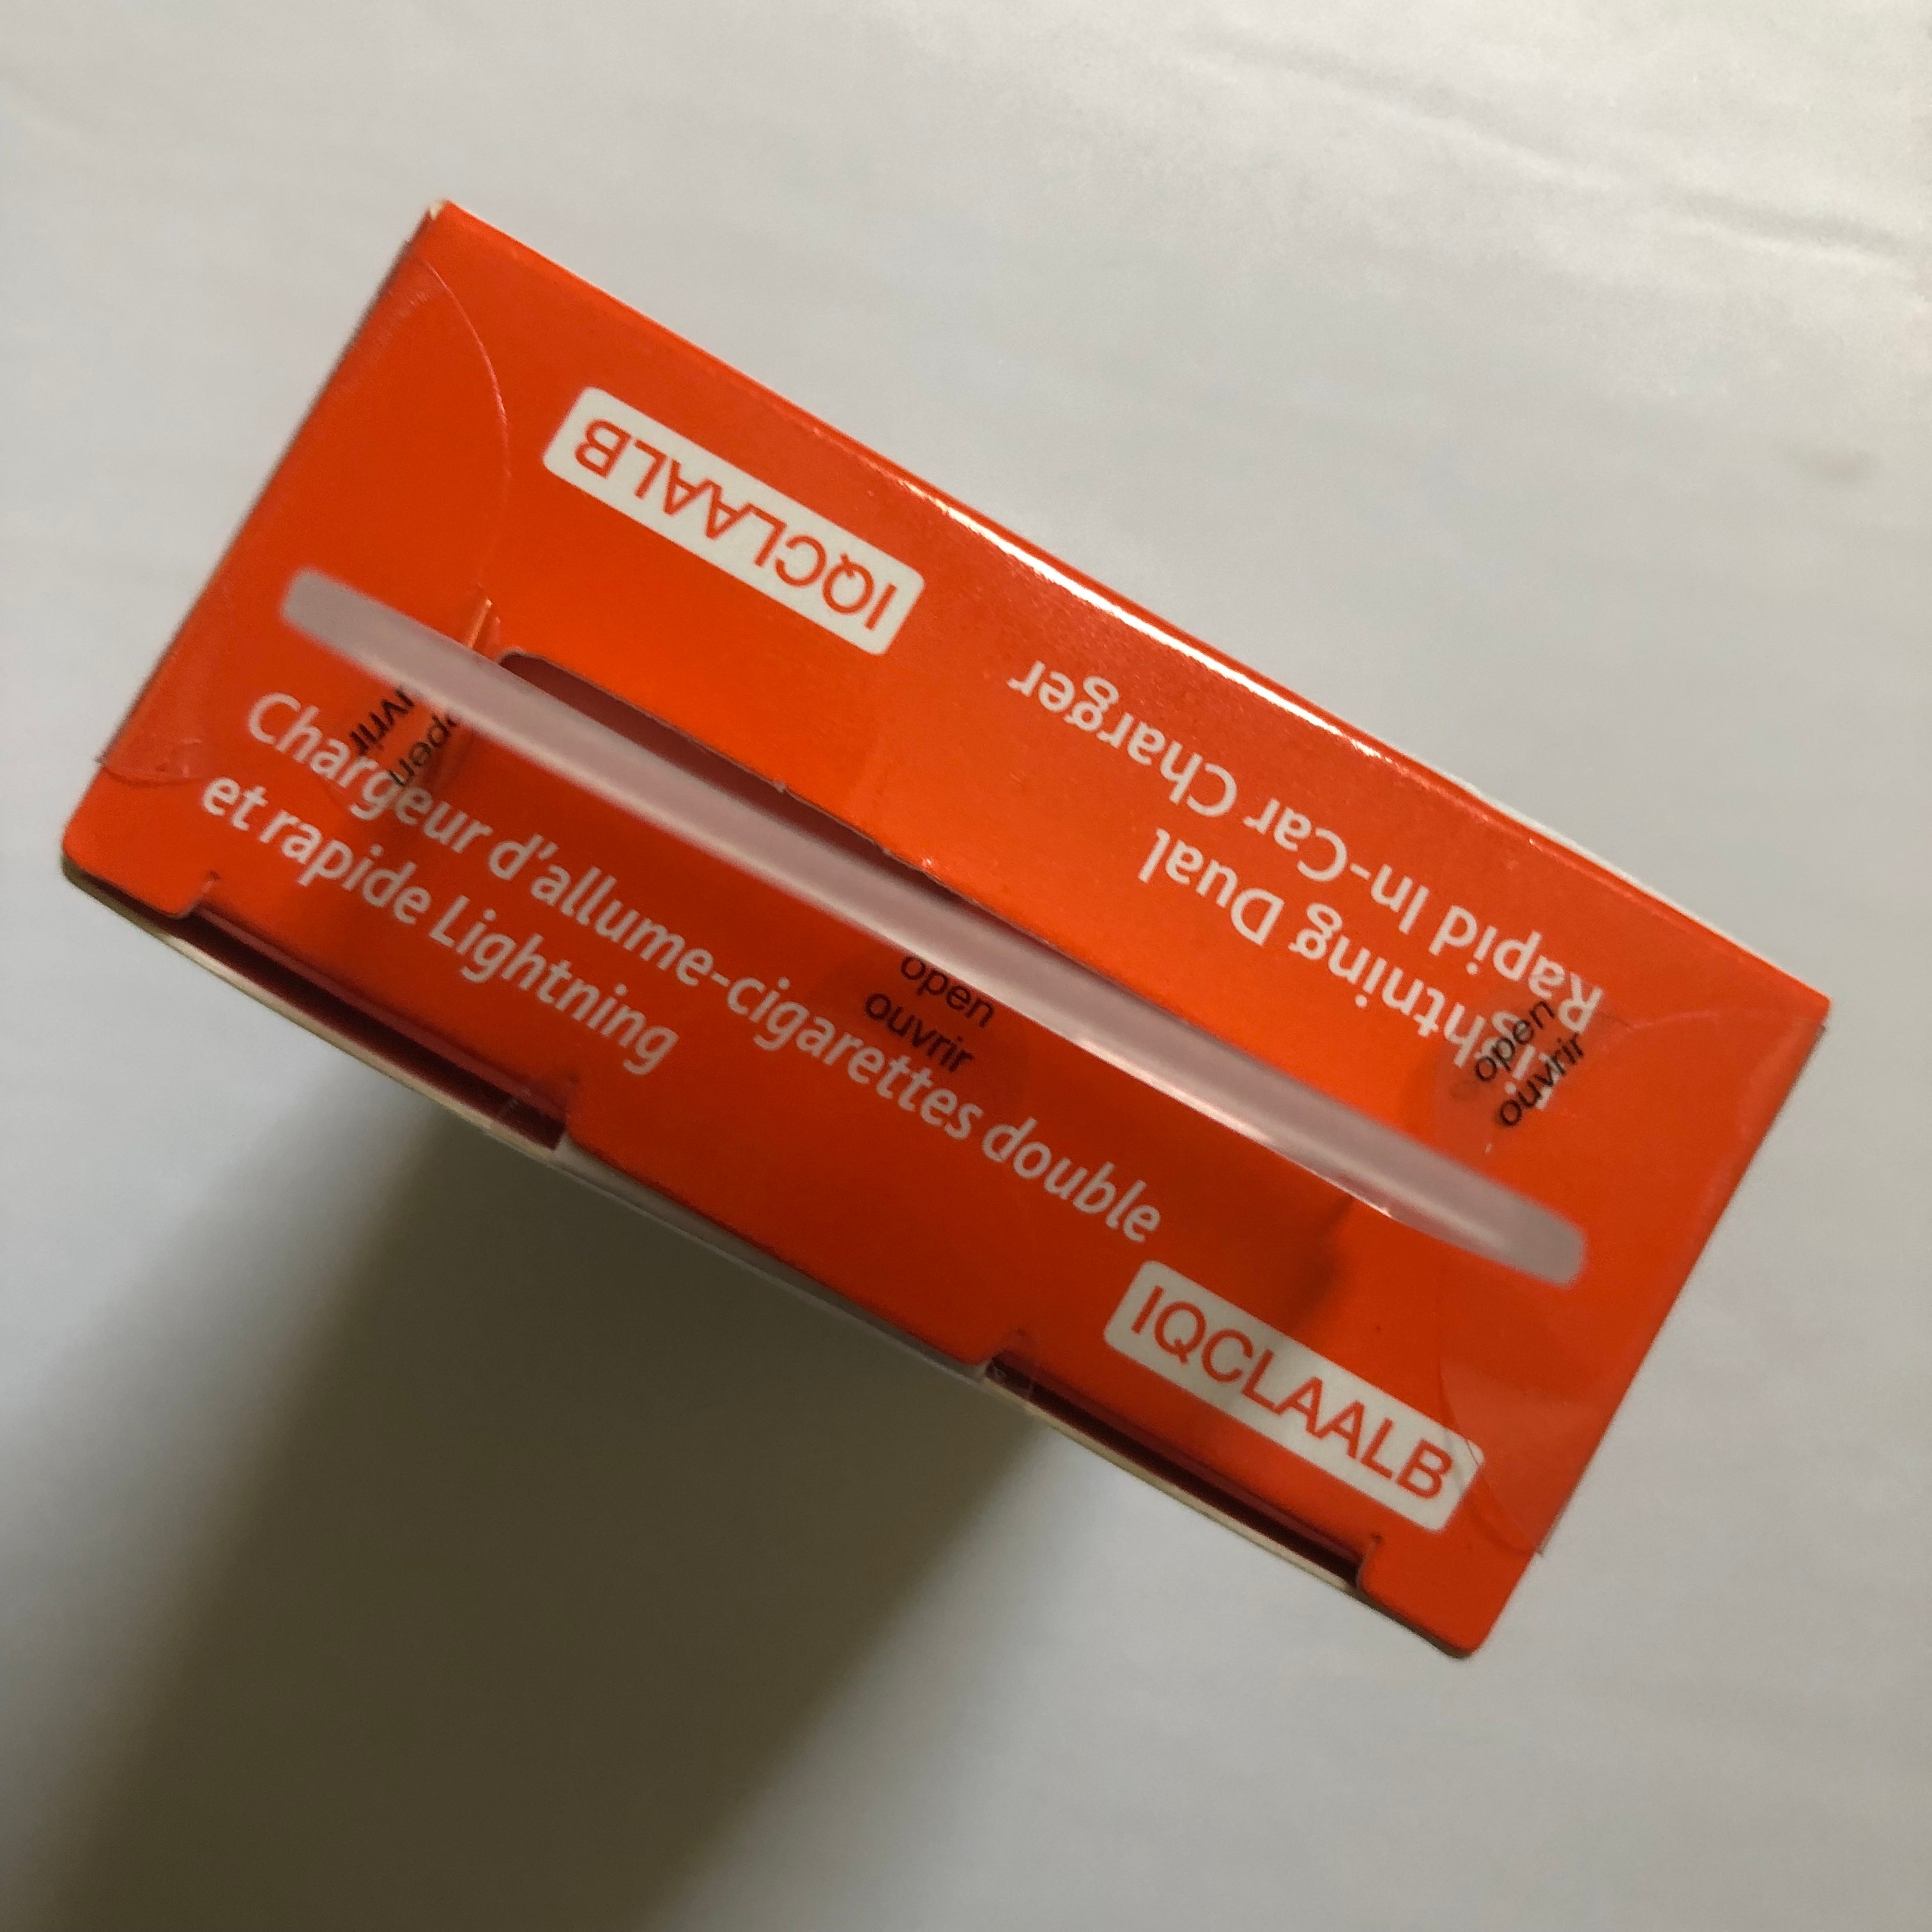 Chargeur d'allume-cigarettes double
et rapide Lightning
IQCLAALB
Lightning Dual
Rapid In-Car Charger
IQCLAALB
open
ouvrir
open
ouvrir
open